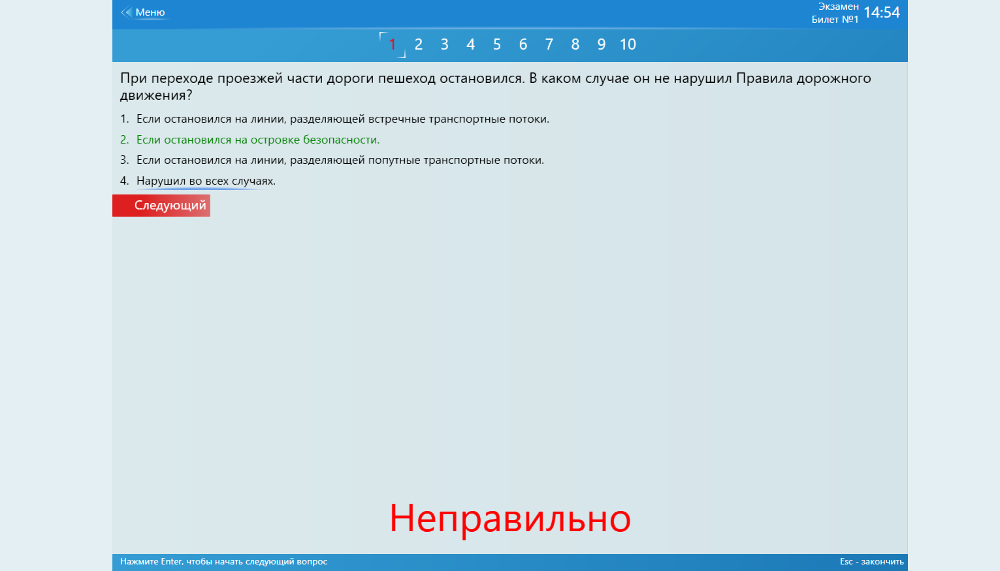 Меню
Экзамен
Билет №1
14:54
1 2 3 4 5 6 7 8 9 10
При переходе проезжей части дороги пешеход остановился. В каком случае он не нарушил Правила дорожного
движения?
1. Если остановился на линии, разделяющей встречные транспортные потоки.
2. Если остановился на островке безопасности.
3. Если остановился на линии, разделяющей попутные транспортные потоки.
4. Нарушил во всех случаях.
Следующий
Неправильно
Нажмите Enter, чтобы начать следующий вопрос
Esc - закончить